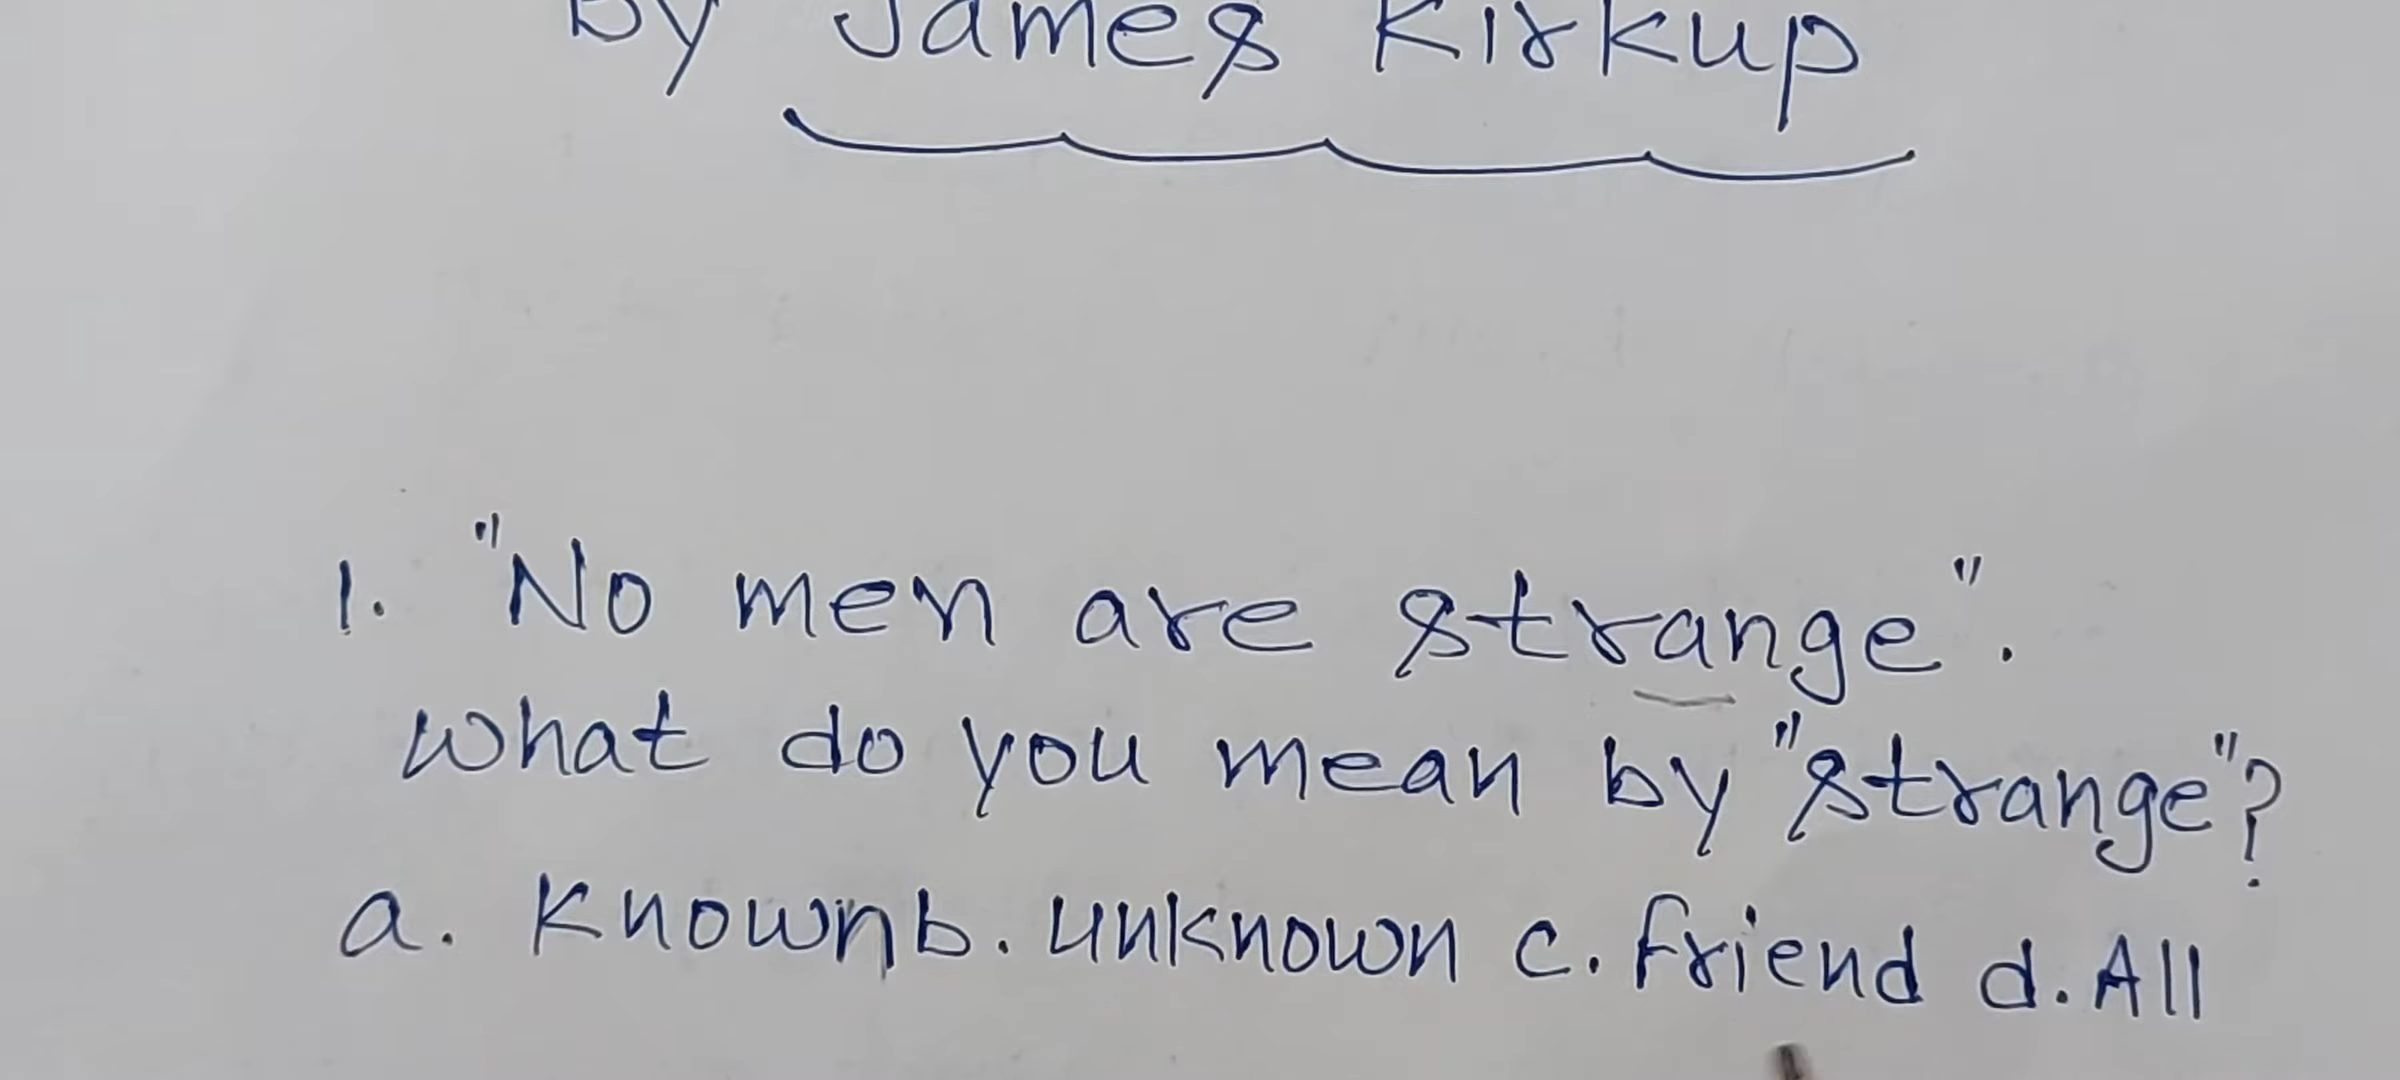 by James Kirkup
1. "No men are strange".
what do you mean by "strange"?
a. Known b. unknown c. friend d. All